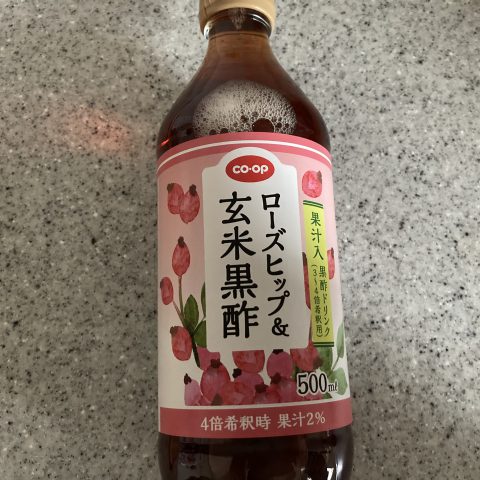 CO·OP
ローズヒップ&
玄米黒酢
果汁入 黒酢ドリンク
(3~4倍希釈用)
500ml
4倍希釈時 果汁2%